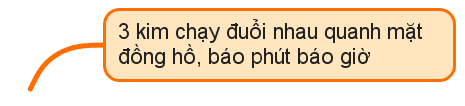 3 kim chạy đuổi nhau quanh mặt
đồng hồ, báo phút báo giờ